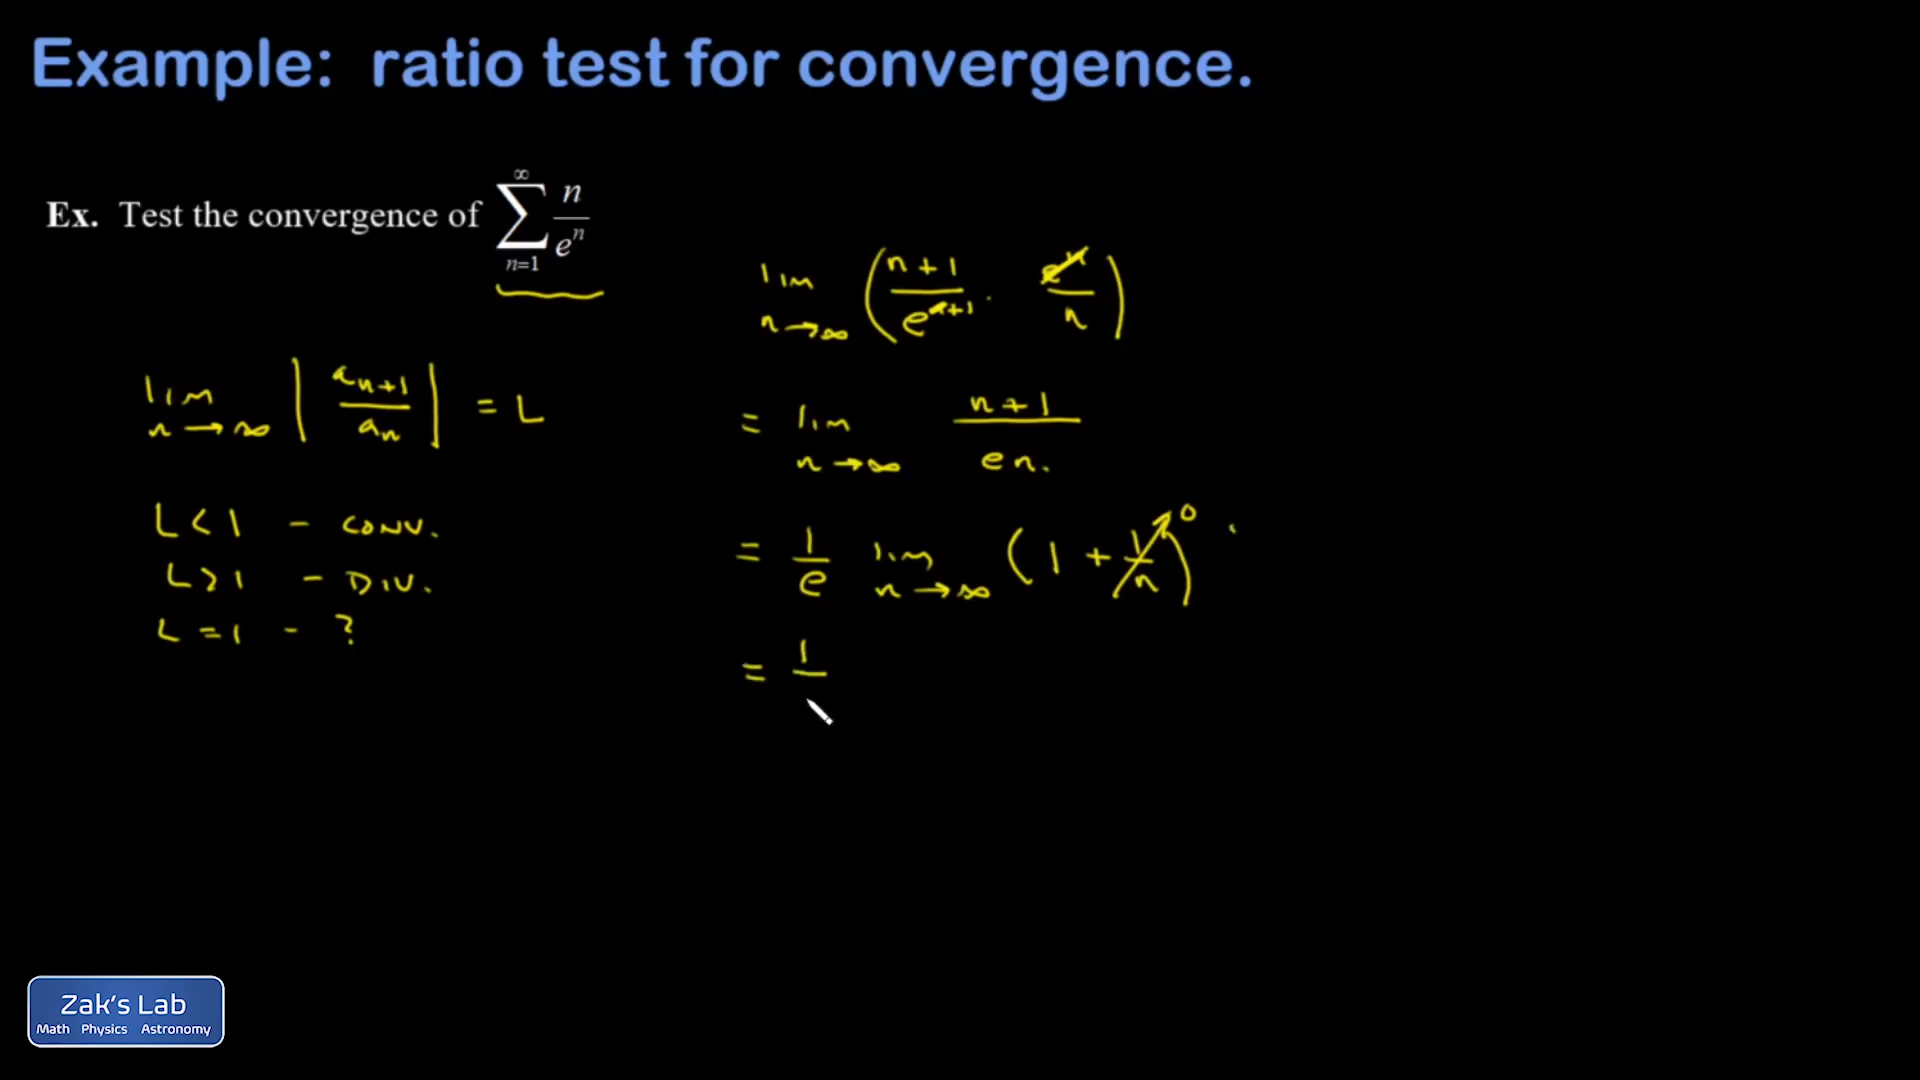 Example: ratio test for convergence.
Ex. Test the convergence of ∑_{n=1}^{∞} n/e^n
lim_{n→∞} | a_{n+1}/a_n | = L
L < 1 - CONV.
L > 1 - DIV.
L = 1 - ?
lim_{n→∞} ( (n+1)/e^{n+1} · e^n/n )
= lim_{n→∞} (n+1)/(en).
= 1/e lim_{n→∞} ( 1 + 1/n ) 0 .
= 1/
Zak's Lab
Math Physics Astronomy